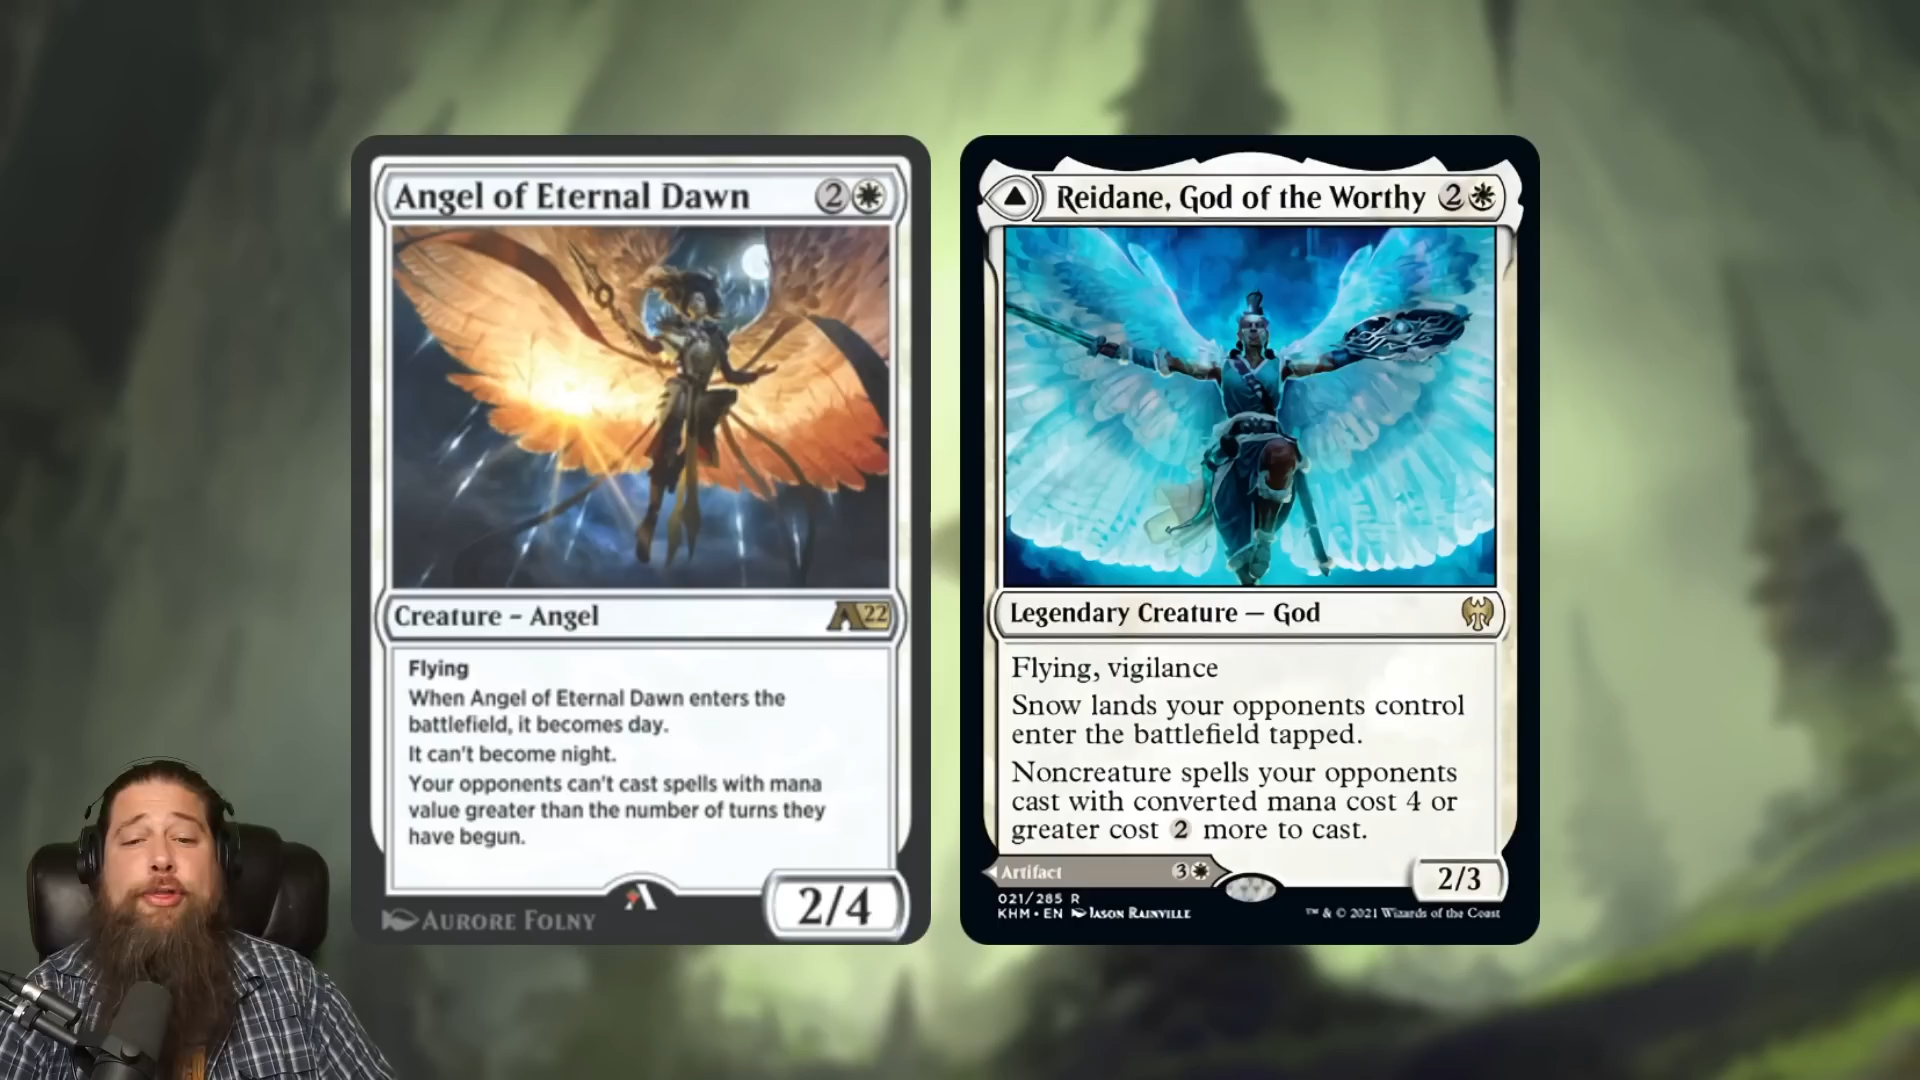 Angel of Eternal Dawn 2
Creature – Angel A22
Flying
When Angel of Eternal Dawn enters the
battlefield, it becomes day.
It can't become night.
Your opponents can't cast spells with mana
value greater than the number of turns they
have begun.
2/4
Aurore Folny
Reidane, God of the Worthy 2
Legendary Creature — God
Flying, vigilance
Snow lands your opponents control
enter the battlefield tapped.
Noncreature spells your opponents
cast with converted mana cost 4 or
greater cost 2 more to cast.
Artifact 3
2/3
021/285 R
KHM • EN Jason Rainville
™ & © 2021 Wizards of the Coast